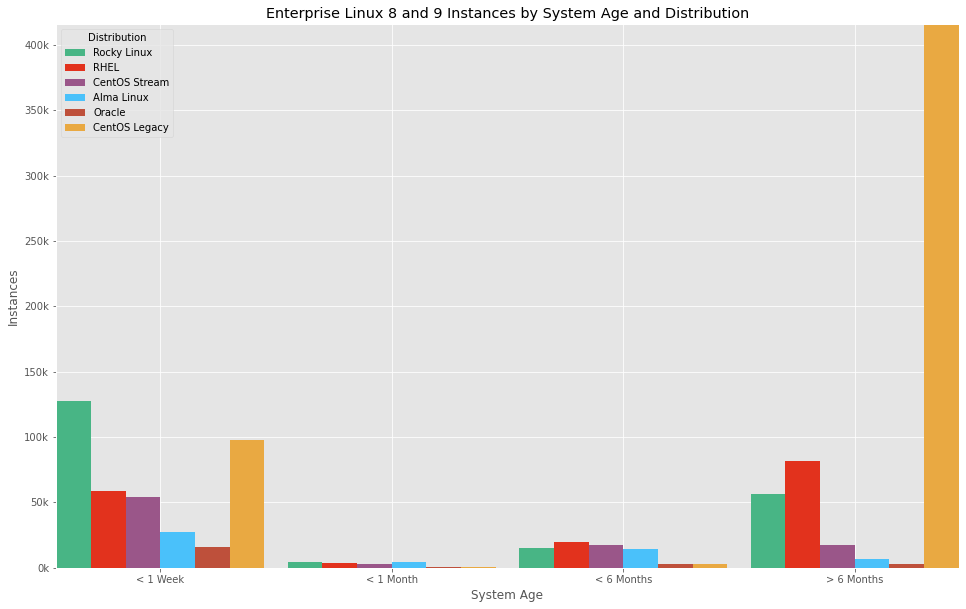 Enterprise Linux 8 and 9 Instances by System Age and Distribution
Distribution
Rocky Linux
RHEL
CentOS Stream
Alma Linux
Oracle
CentOS Legacy
Instances
400k
350k
300k
250k
200k
150k
100k
50k
0k
< 1 Week
< 1 Month
< 6 Months
> 6 Months
System Age